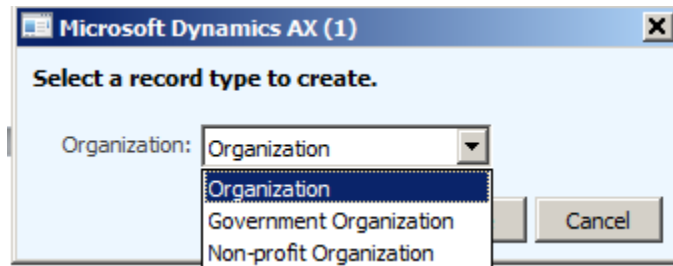 Microsoft Dynamics AX (1)
Select a record type to create.
Organization: Organization
Organization
Government Organization
Non-profit Organization
Cancel